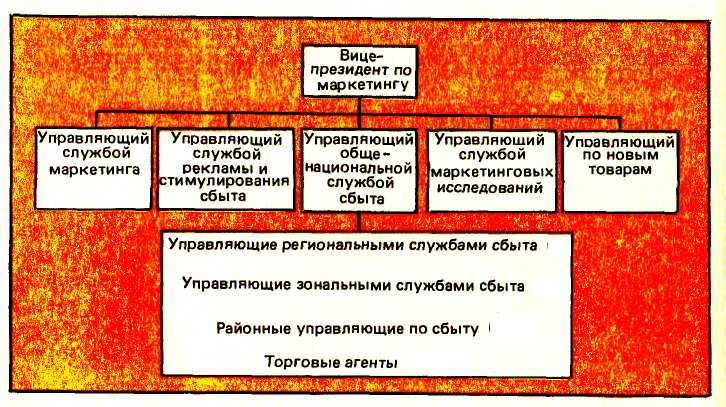 Вице-
президент по
маркетингу
Управляющий
службой
маркетинга
Управляющий
службой
рекламы и
стимулирования
сбыта
Управляющий
обще-
национальной
службой
сбыта
Управляющий
службой
маркетинговых
исследований
Управляющий
по новым
товарам
Управляющие региональными службами сбыта
Управляющие зональными службами сбыта
Районные управляющие по сбыту
Торговые агенты